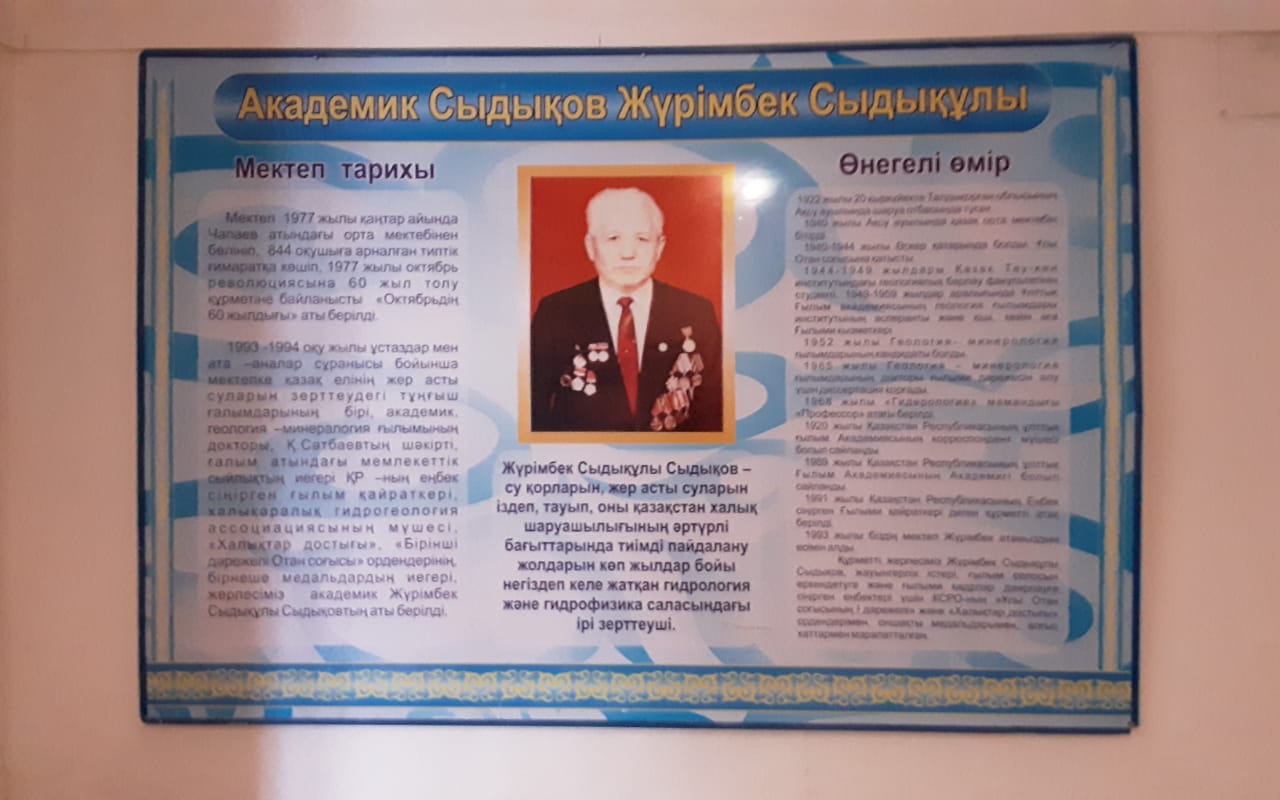 Академик Сыдықов Жүрімбек Сыдықұлы
Мектеп тарихы
Мектеп 1977 жылы қаңтар айында
Чапаев атындағы орта мектебінен
бөлініп, 844 оқушыға арналған типтік
ғимаратқа көшіп, 1977 жылы октябрь
революциясына 60 жыл толу
құрметіне байланысты «Октябрьдің
60 жылдығы» аты берілді.
1993 -1994 оқу жылы ұстаздар мен
ата –аналар сұранысы бойынша
мектепке қазақ елінің жер асты
суларын зерттеудегі тұңғыш
ғалымдарының бірі, академик,
геология –минералогия ғылымының
докторы, Қ.Сәтбаевтың шәкірті,
ғалым атындағы мемлекеттік
сыйлықтың иегері ҚР –ның еңбек
сіңірген ғылым қайраткері,
халықаралық гидрогеология
ассоциациясының мүшесі,
«Халықтар достығы», «Бірінші
дәрежелі Отан соғысы» ордендерінің,
бірнеше медальдардың иегері,
жерлесіміз академик Жүрімбек
Сыдықұлы Сыдықовтың аты берілді.
Жүрімбек Сыдықұлы Сыдықов –
су қорларын, жер асты суларын
іздеп, тауып, оны қазақстан халық
шаруашылығының әртүрлі
бағыттарында тиімді пайдалану
жолдарын көп жылдар бойы
негіздеп келе жатқан гидрология
және гидрофизика саласындағы
ірі зерттеуші.
Өнегелі өмір
1922 жылы 20 қыркүйекте Талдықорған облысының
Ақсу ауылында шаруа отбасында туған.
1940 жылы Ақсу ауылында қазақ орта мектебін
бітірді.
1940-1944 жылы Әскер қатарында болды. Ұлы
Отан соғысына қатысты.
1944-1949 жылдары Қазақ Тау-кен
институтындағы геологиялық барлау факультетінің
студенті. 1949-1959 жылдар аралығында Ұлттық
Ғылым академиясының геология ғылымдары
институтының аспиранты және кіші, кейін аға
Ғылыми қызметкері.
1952 жылы Геология- минерология
ғылымдарының кандидаты болды.
1965 жылы Геология – минерология
ғылымдарының докторы ғылыми дәрежесін алу
үшін диссертация қорғады.
1968 жылы «Гидрология» мамандығы
«Профессор» атағы берілді.
1920 жылы Қазақстан Республикасының ұлттық
ғылым Академиясының корреспондент мүшесі
болып сайланды.
1989 жылы Қазақстан Республикасының ұлттық
Ғылым Академиясының Академигі болып
сайланды.
1991 жылы Қазақстан Республикасының Еңбек
сіңірген Ғылыми қайраткері деген құрметті атақ
берілді.
1993 жылы біздің мектеп Жүрімбек атамыздың
есімін алды.
Құрметті жерлесіміз Жүрімбек Сыдықұлы
Сыдықов, жауынгерлік істері, ғылым саласын
өркендетуге және ғылыми кадрлар даярлауға
сіңірген еңбектері үшін КСРО-ның «Ұлы Отан
соғысының I дәрежелі» және «Халықтар достығы»
ордендерімен, оншақты медальдарымен, алғыс
хаттармен марапатталған.